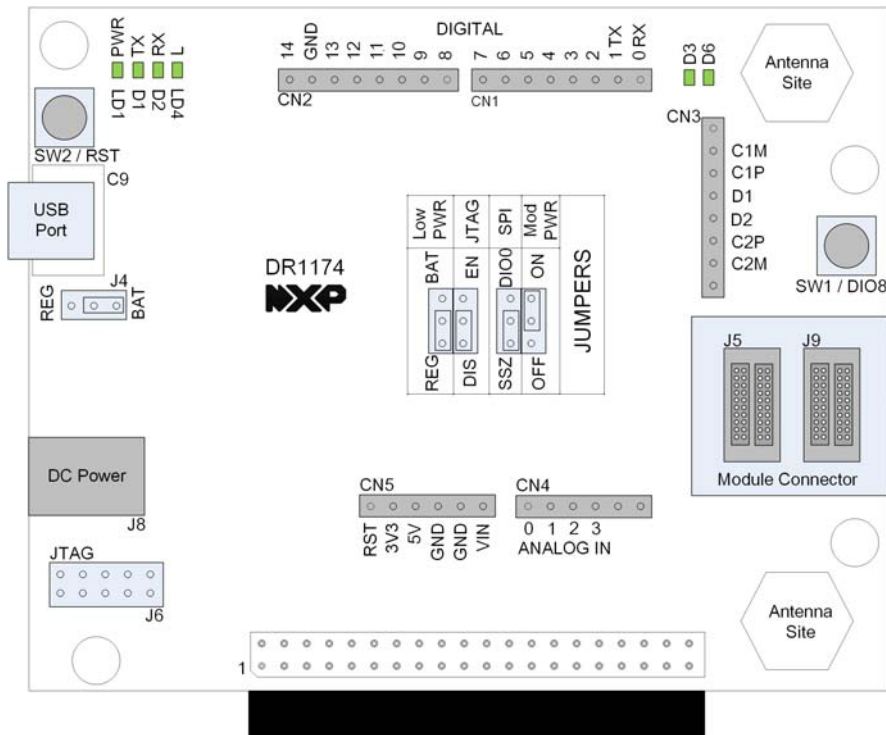 DIGITAL
PWR
TX
RX
L
LD1
D1
D2
LD4
14
GND
13
12
11
10
9
8
CN2
7
6
5
4
3
2
1 TX
0 RX
CN1
D3
D6
Antenna
Site
SW2 / RST
C9
USB
Port
J4
REG
BAT
CN3
C1M
C1P
D1
D2
C2P
C2M
SW1 / DIO8
DR1174
NXP
Low
PWR
JTAG
SPI
Mod
PWR
BAT
EN
DIO0
ON
REG
DIS
SSZ
OFF
JUMPERS
J5
J9
Module Connector
DC Power
J8
CN5
RST
3V3
5V
GND
GND
VIN
CN4
0
1
2
3
ANALOG IN
JTAG
J6
Antenna
Site
1